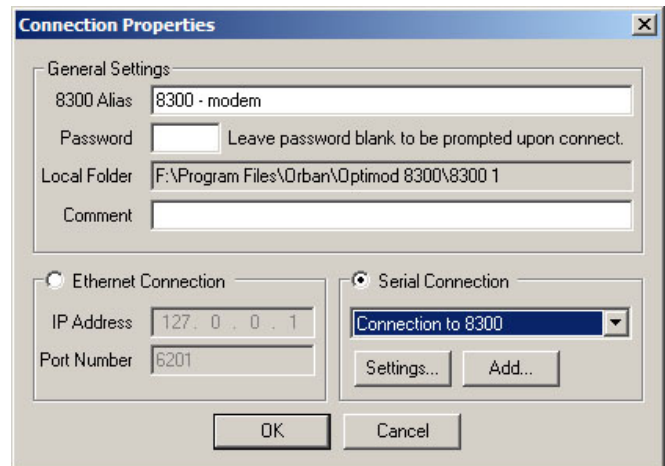 Connection Properties
General Settings
8300 Alias 8300 - modem
Password Leave password blank to be prompted upon connect.
Local Folder F:\Program Files\Orban\Optimod 8300\8300 1
Comment
Ethernet Connection
IP Address 127. 0 . 0 . 1
Port Number 6201
Serial Connection
Connection to 8300
Settings... Add...
OK Cancel